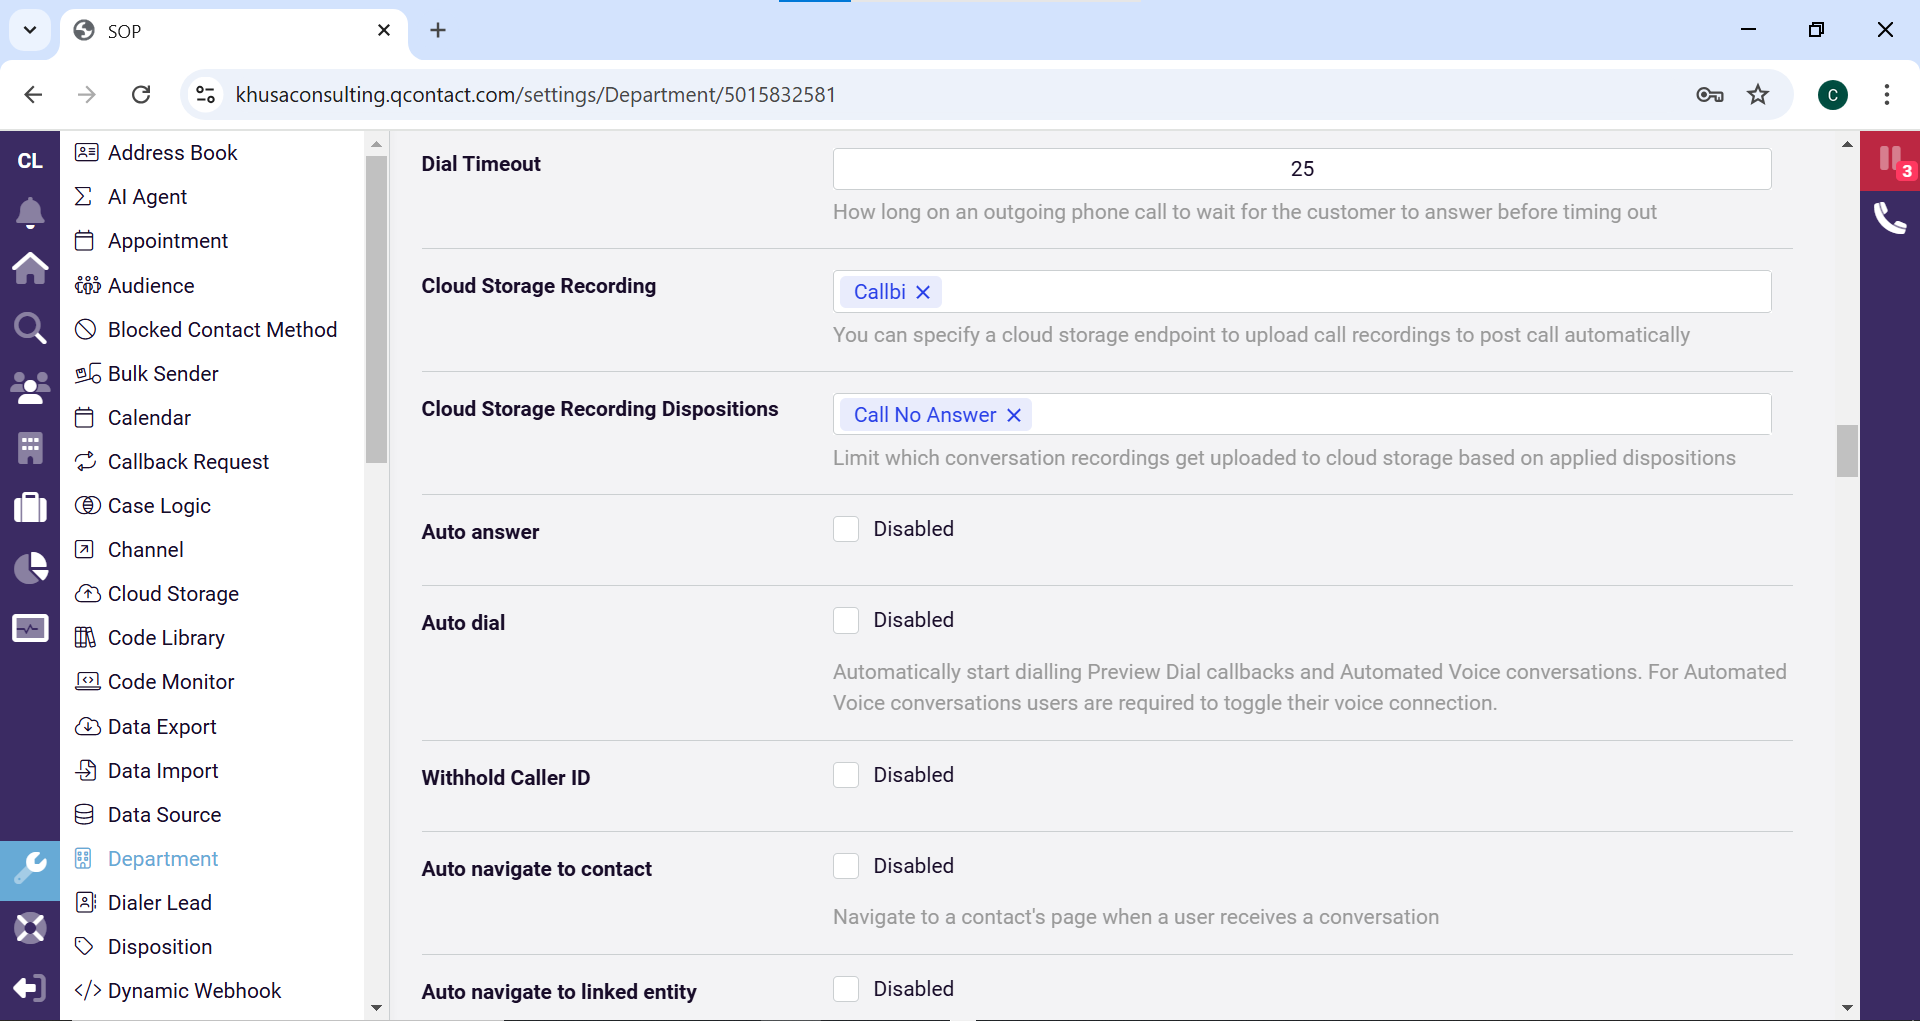 SOP
khusaconsulting.qcontact.com/settings/Department/5015832581
C
CL
3
Address Book
AI Agent
Appointment
Audience
Blocked Contact Method
Bulk Sender
Calendar
Callback Request
Case Logic
Channel
Cloud Storage
Code Library
Code Monitor
Data Export
Data Import
Data Source
Department
Dialer Lead
Disposition
Dynamic Webhook
Dial Timeout
25
How long on an outgoing phone call to wait for the customer to answer before timing out
Cloud Storage Recording
Callbi
You can specify a cloud storage endpoint to upload call recordings to post call automatically
Cloud Storage Recording Dispositions
Call No Answer
Limit which conversation recordings get uploaded to cloud storage based on applied dispositions
Auto answer
Disabled
Auto dial
Disabled
Automatically start dialling Preview Dial callbacks and Automated Voice conversations. For Automated
Voice conversations users are required to toggle their voice connection.
Withhold Caller ID
Disabled
Auto navigate to contact
Disabled
Navigate to a contact's page when a user receives a conversation
Auto navigate to linked entity
Disabled